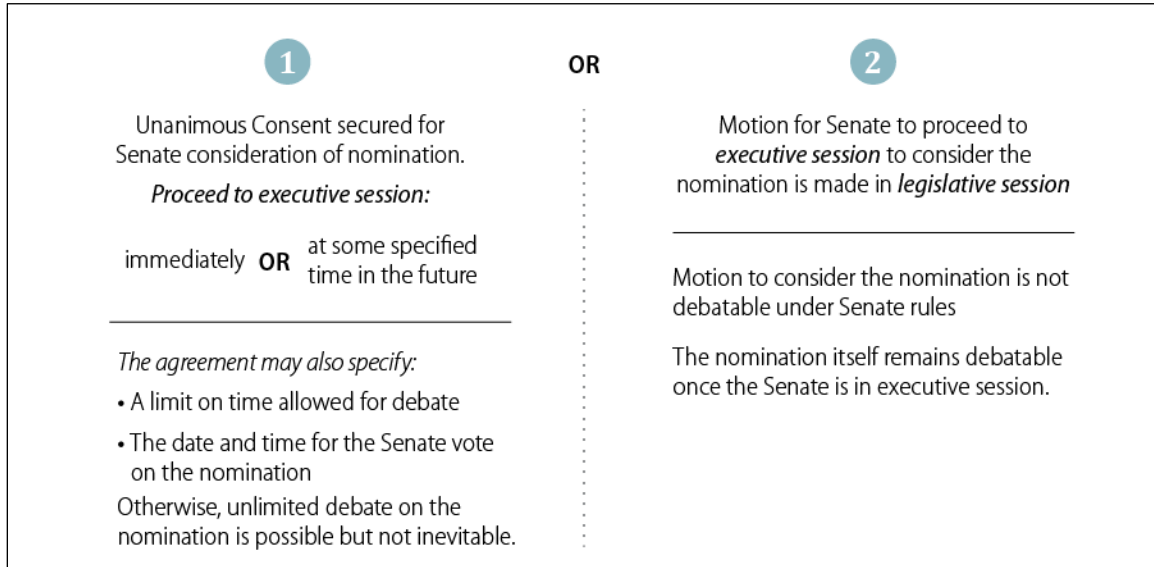 1
Unanimous Consent secured for
Senate consideration of nomination.
Proceed to executive session:
immediately OR at some specified
time in the future
The agreement may also specify:
• A limit on time allowed for debate
• The date and time for the Senate vote
on the nomination
Otherwise, unlimited debate on the
nomination is possible but not inevitable.
OR
2
Motion for Senate to proceed to
executive session to consider the
nomination is made in legislative session
Motion to consider the nomination is not
debatable under Senate rules
The nomination itself remains debatable
once the Senate is in executive session.